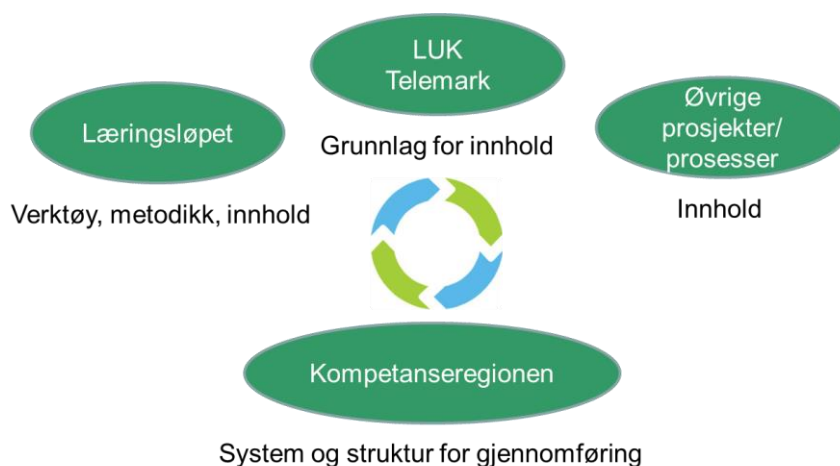 LUK
Telemark
Grunnlag for innhold
Læringsløpet
Verktøy, metodikk, innhold
Øvrige
prosjekter/
prosesser
Innhold
Kompetanseregionen
System og struktur for gjennomføring